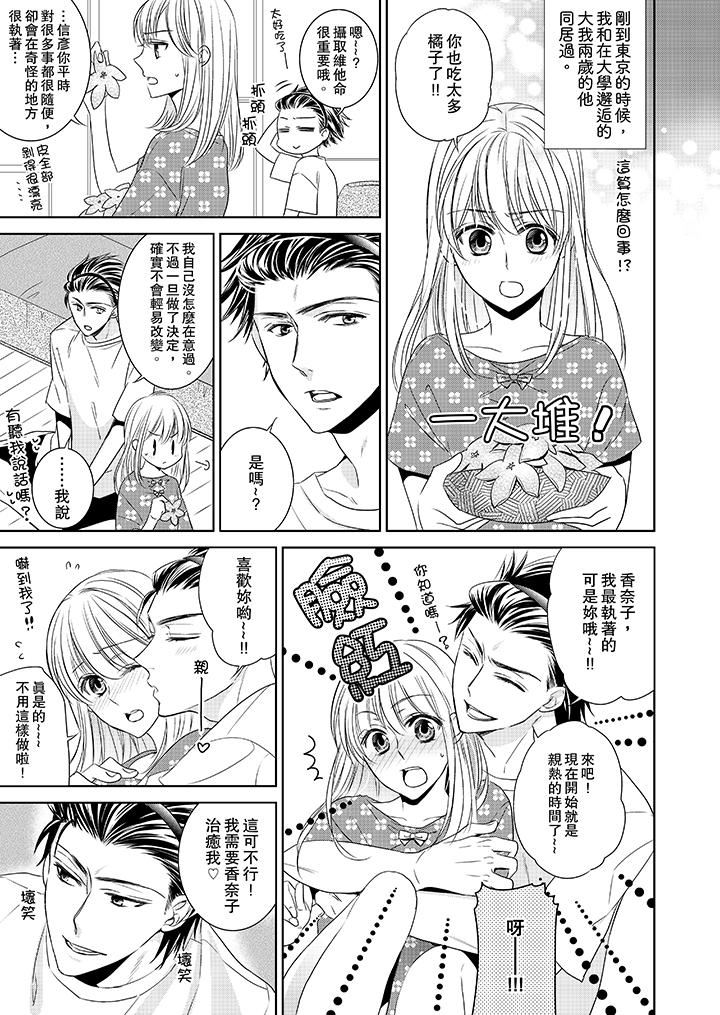 剛到東京的時候，
我和在大學邂逅的
大我兩歲的他
同居過。
這算怎麼回事!?
你也吃太多
橘子了!!
一大堆！
嗯~？
攝取維他命
很重要哦。
太好吃了—
抓頭
抓頭
…信彥你平時
對很多事都很隨便，
卻會在奇怪的地方
很執著…
皮全部
剝得很漂亮
是嗎~？
我自己沒怎麼在意過。
不過一旦做了決定，
確實不會輕易改變。
……我說
有聽我說話嗎？
香奈子，
我最執著的
可是妳哦~~!!
你知道嗎—？
臉紅
來吧！
現在開始就是
親熱的時間了~~
呀——!!!
喜歡妳喲~~!!
親
嚇到我了!!
真是的~~~
不用這樣做啦！
這可不行！
我需要香奈子
治癒我♡
壞笑
壞笑